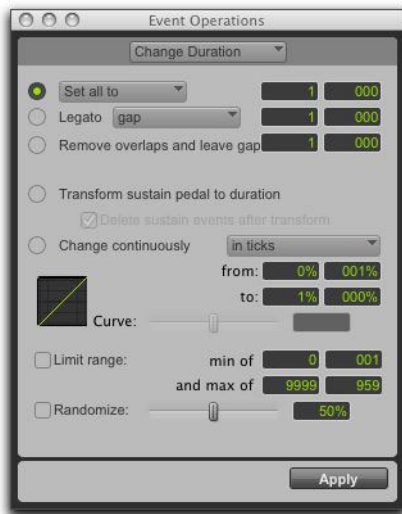 Event Operations
Change Duration
Set all to 1 000
Legato gap 1 000
Remove overlaps and leave gap 1 000
Transform sustain pedal to duration
Delete sustain events after transform
Change continuously in ticks
from: 0% 001%
to: 1% 000%
Curve:
Limit range: min of 0 001
and max of 9999 959
Randomize: 50%
Apply